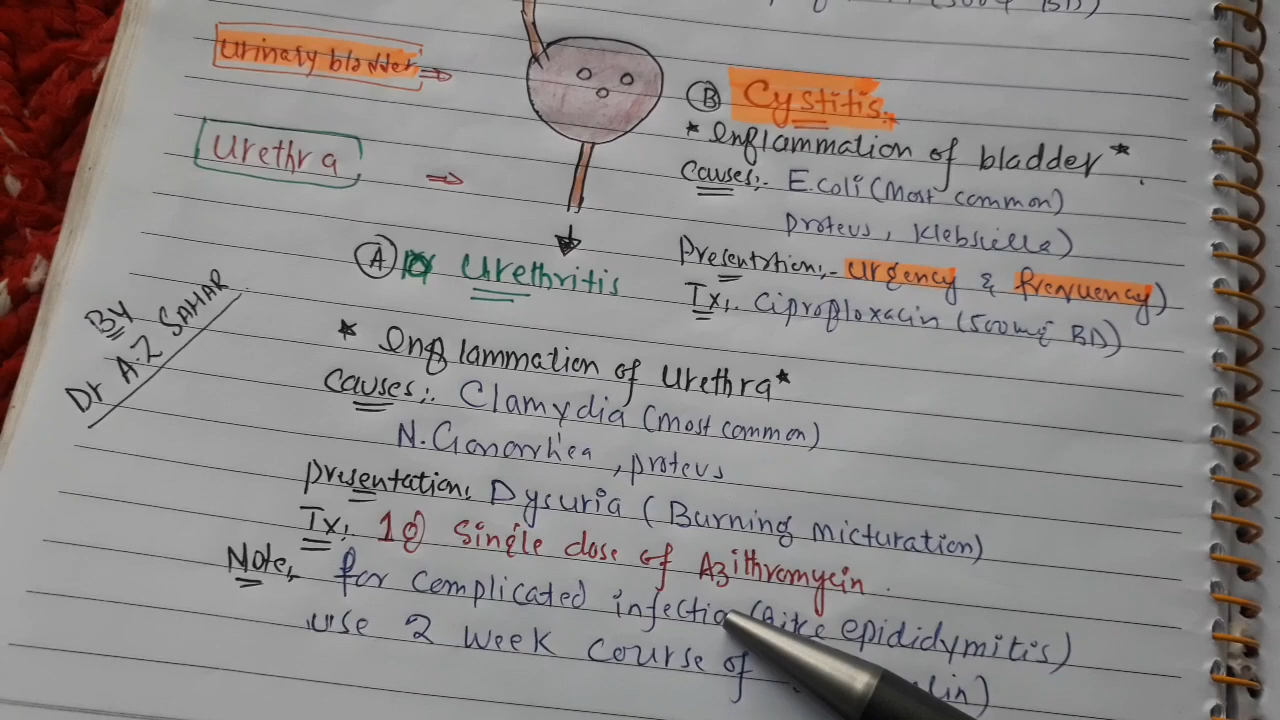 (500mg BD)
Urinary bladder
Urethra
B Cystitis.
* Inflammation of bladder *
Causes:- E.coli (Most common)
Proteus, Klebsiella)
Presentation:- urgency & frequency)
Tx:. Ciprofloxacin (500mg BD)
A Urethritis
By
Dr A.Z SAHAR
* Inflammation of Urethra *
Causes:. Clamydia (most common)
N. Gonorrhea, proteus
Presentation: Dysuria (Burning micturation)
Tx: 1g single dose of Azithromycin.
Note, for complicated infection (like epididymitis)
use 2 week course of